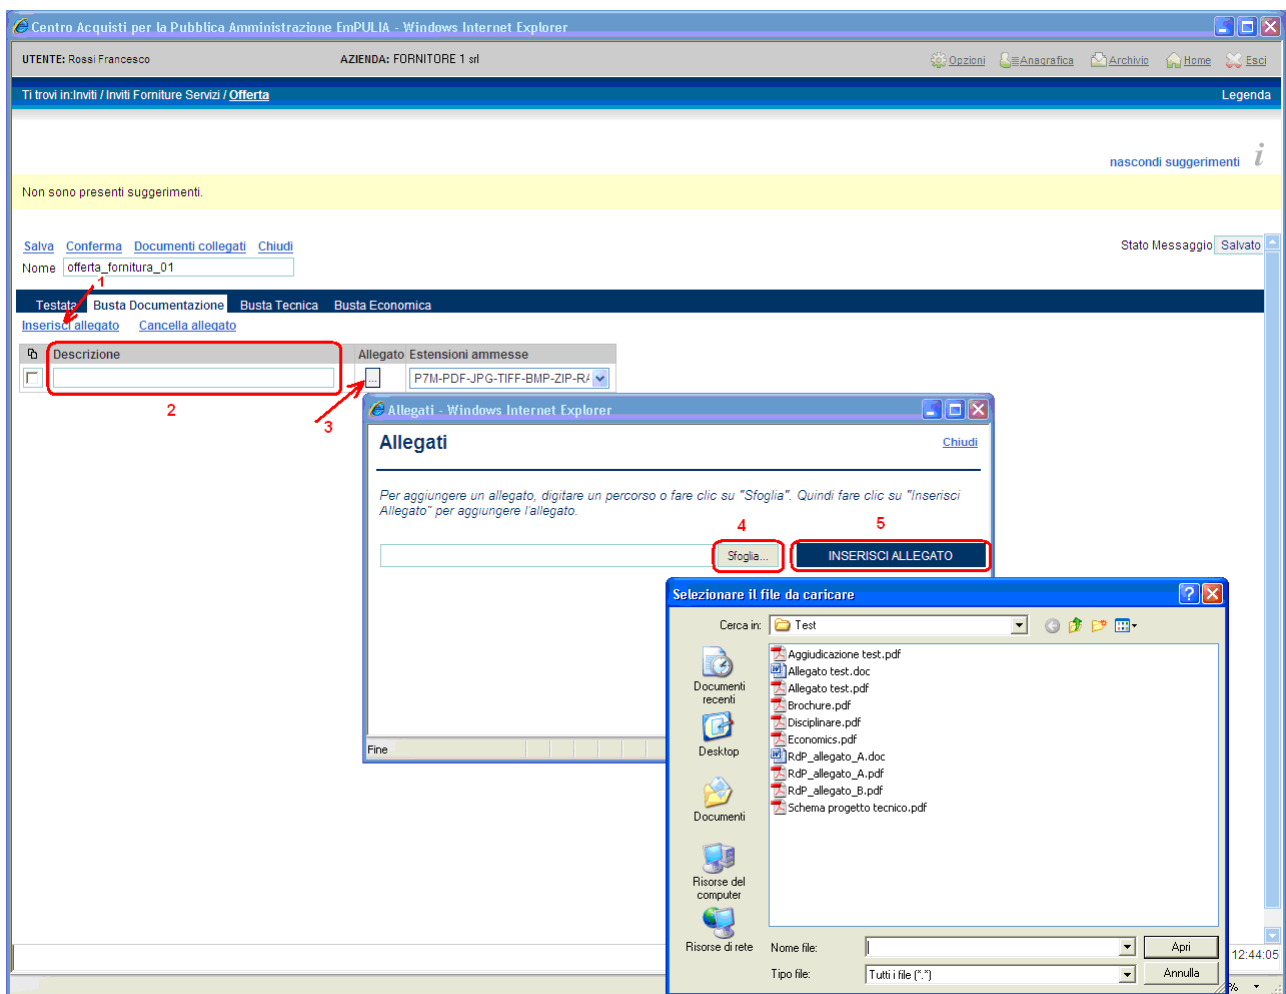 Centro Acquisti per la Pubblica Amministrazione EmPULIA - Windows Internet Explorer
UTENTE: Rossi Francesco AZIENDA: FORNITORE 1 srl Opzioni Anagrafica Archivio Home Esci
Ti trovi in:Inviti / Inviti Forniture Servizi / Offerta Legenda
nascondi suggerimenti i
Non sono presenti suggerimenti.
Salva Conferma Documenti collegati Chiudi Stato Messaggio Salvato
Nome offerta_fornitura_01
1
Testata Busta Documentazione Busta Tecnica Busta Economica
Inserisci allegato Cancella allegato
Descrizione Allegato Estensioni ammesse
... P7M-PDF-JPG-TIFF-BMP-ZIP-RA
2
3
Allegati - Windows Internet Explorer
Allegati Chiudi
Per aggiungere un allegato, digitare un percorso o fare clic su "Sfoglia". Quindi fare clic su "Inserisci
Allegato" per aggiungere l'allegato.
4 5
Sfoglia... INSERISCI ALLEGATO
Fine
Selezionare il file da caricare
Cerca in: Test
Documenti recenti
Desktop
Documenti
Risorse del computer
Risorse di rete
Aggiudicazione test.pdf
Allegato test.doc
Allegato test.pdf
Brochure.pdf
Disciplinare.pdf
Economics.pdf
RdP_allegato_A.doc
RdP_allegato_A.pdf
RdP_allegato_B.pdf
Schema progetto tecnico.pdf
Nome file: Apri
Tipo file: Tutti i file (*.*) Annulla
12:44:05
%